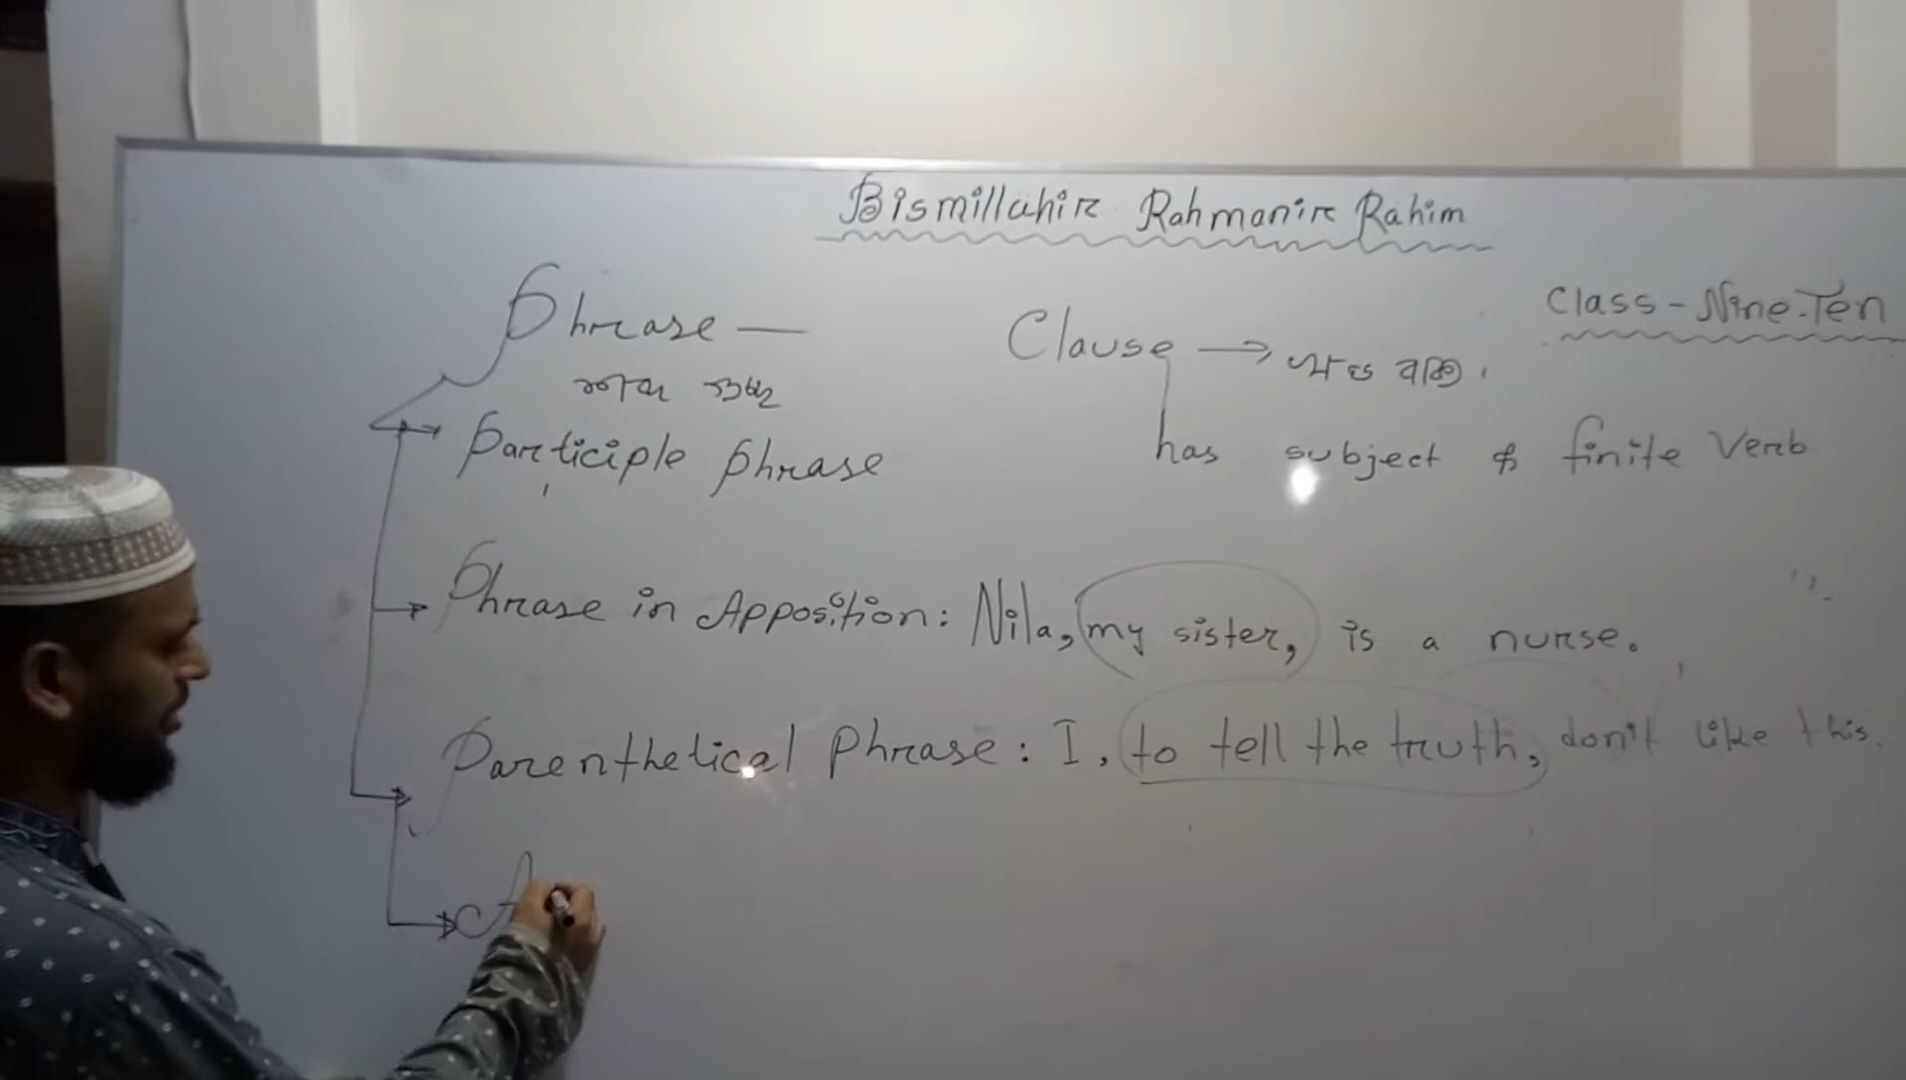 Bismillahir Rahmanir Rahim
Class-Nine-Ten
Phrase —
Clause → খন্ড বাক্য।
Participle phrase
has subject & finite Verb
Phrase in Apposition: Nila, my sister, is a nurse.
Parenthetical Phrase: I, to tell the truth, don't like this.
A